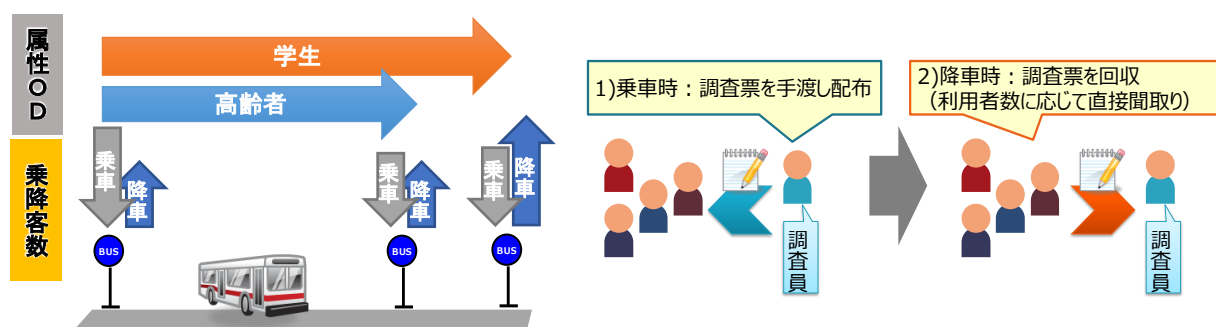 属性OD
学生
高齢者
乗降客数
乗車
降車
乗車
降車
乗車
降車
BUS
BUS
BUS
1)乗車時：調査票を手渡し配布
調査員
2)降車時：調査票を回収
（利用者数に応じて直接聞取り）
調査員